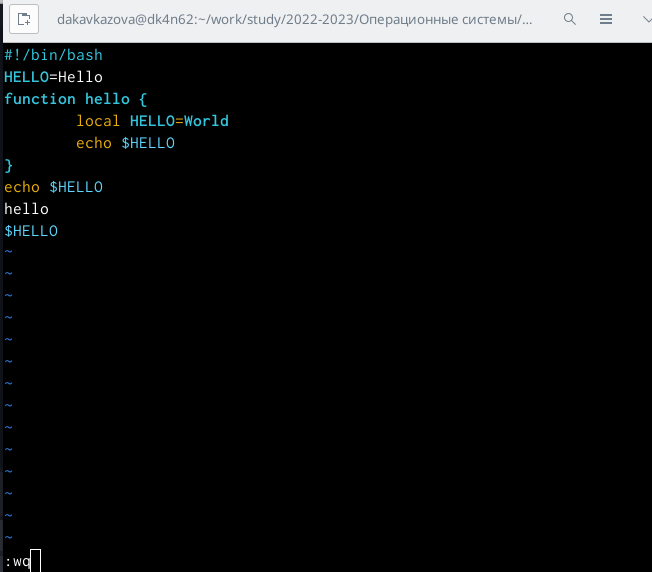 dakavkazova@dk4n62:~/work/study/2022-2023/Операционные системы/...
#!/bin/bash
HELLO=Hello
function hello {
        local HELLO=World
        echo $HELLO
}
echo $HELLO
hello
$HELLO
~
~
~
~
~
~
~
~
~
~
~
~
~
~
:wq